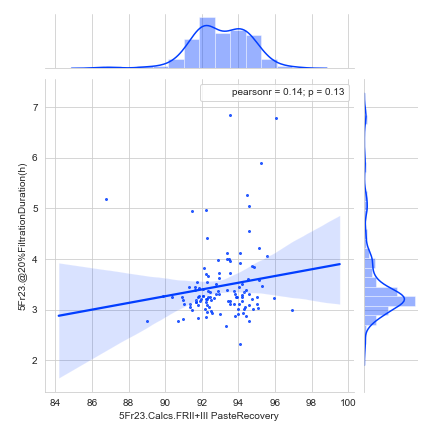 pearsonr = 0.14; p = 0.13
7
6
5
4
3
2
5Fr23.@20%FiltrationDuration(h)
84 86 88 90 92 94 96 98 100
5Fr23.Calcs.FRII+III PasteRecovery